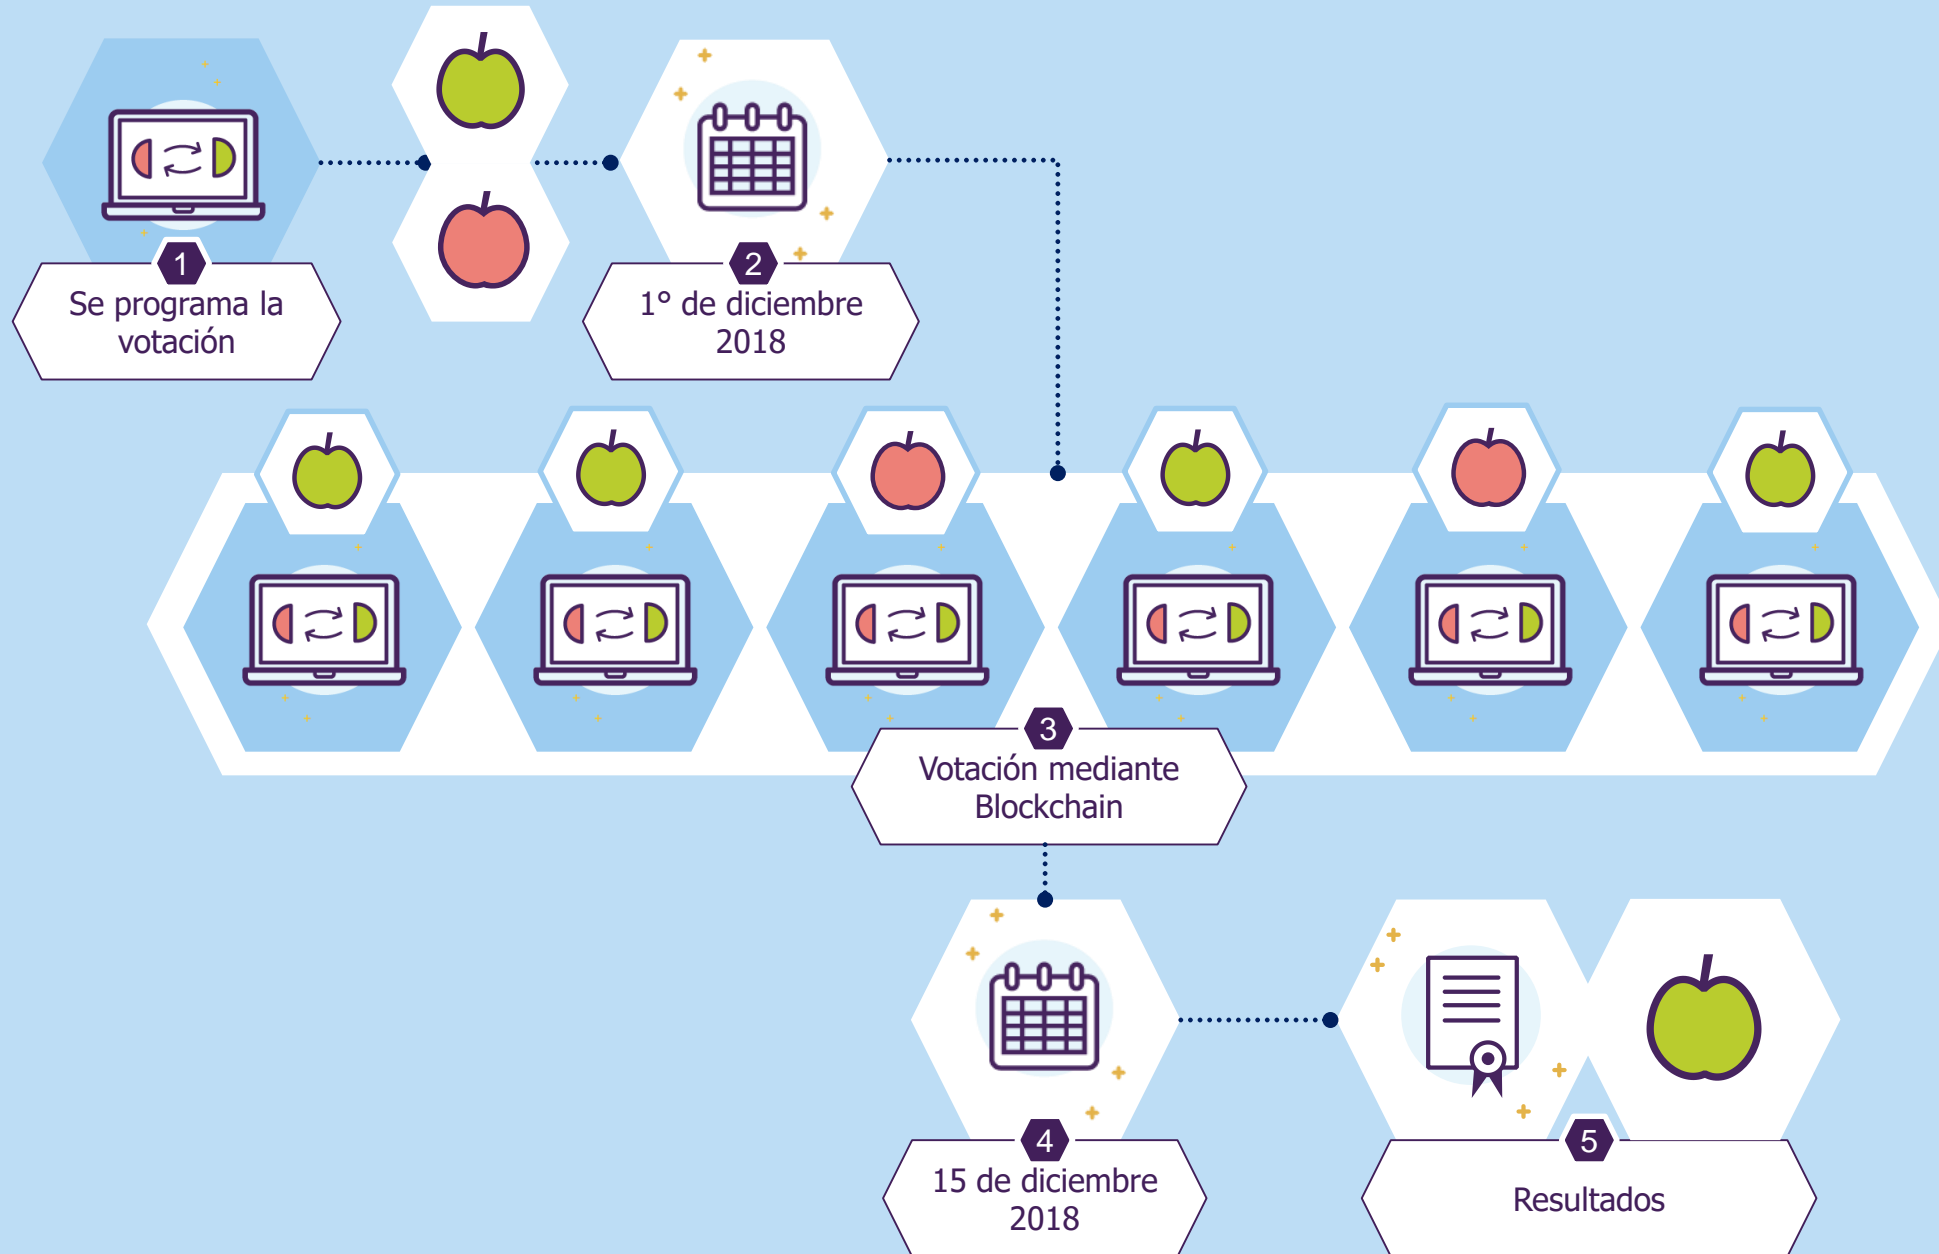 1
Se programa la
votación
2
1° de diciembre
2018
3
Votación mediante
Blockchain
4
15 de diciembre
2018
5
Resultados